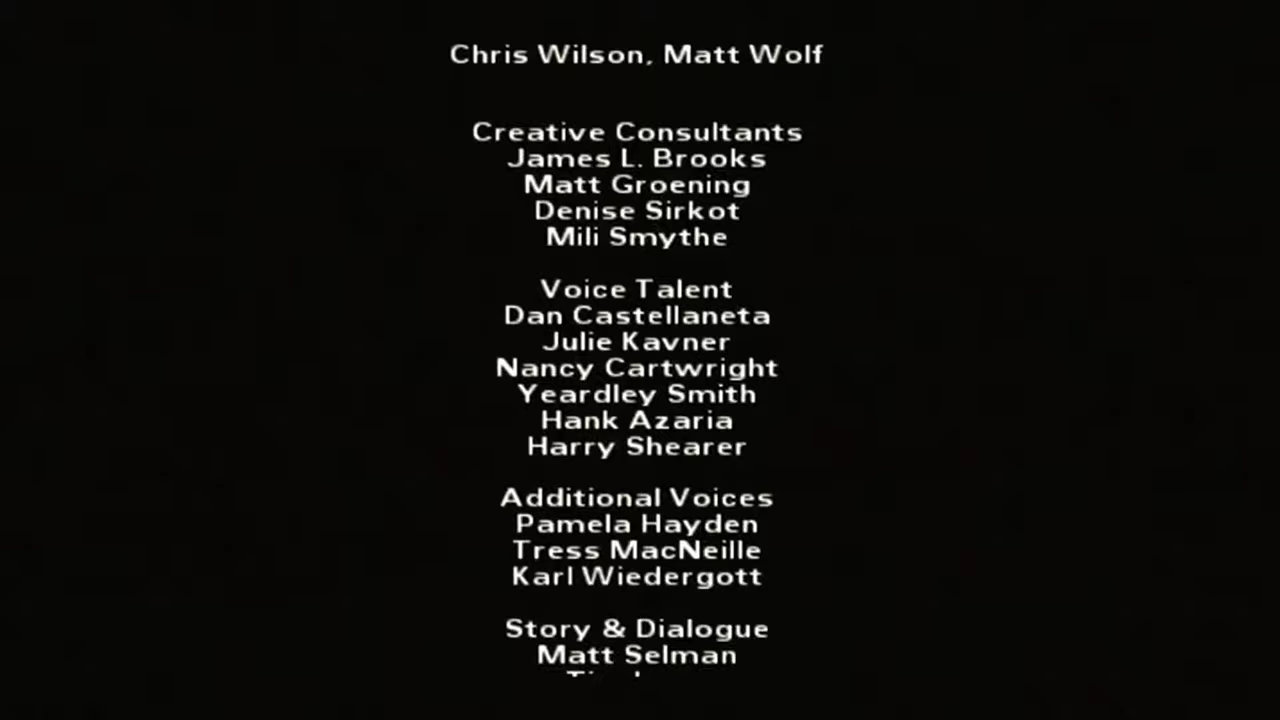 Chris Wilson, Matt Wolf
Creative Consultants
James L. Brooks
Matt Groening
Denise Sirkot
Mili Smythe
Voice Talent
Dan Castellaneta
Julie Kavner
Nancy Cartwright
Yeardley Smith
Hank Azaria
Harry Shearer
Additional Voices
Pamela Hayden
Tress MacNeille
Karl Wiedergott
Story & Dialogue
Matt Selman